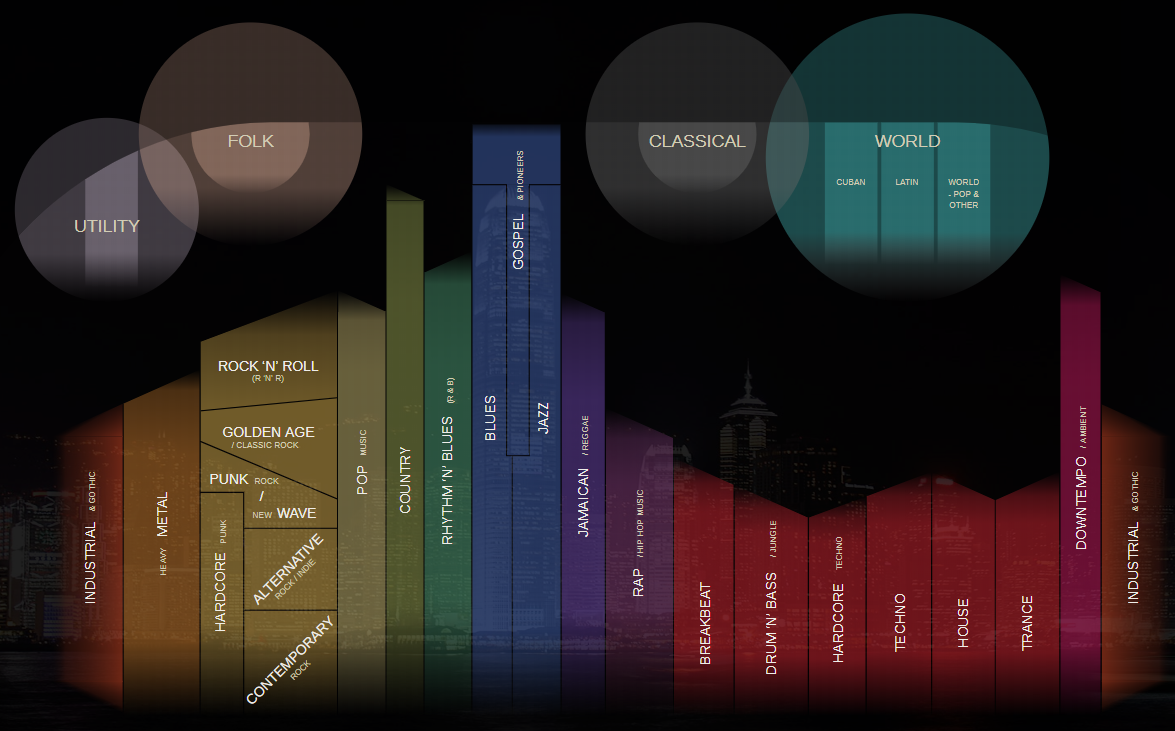 UTILITY
FOLK
CLASSICAL
WORLD
CUBAN
LATIN
WORLD
- POP &
OTHER
INDUSTRIAL & GOTHIC
HEAVY METAL
ROCK ‘N’ ROLL
(R ‘N’ R)
GOLDEN AGE
/ CLASSIC ROCK
PUNK ROCK
/
NEW WAVE
HARDCORE PUNK
ALTERNATIVE
ROCK / INDIE
CONTEMPORARY
ROCK
POP MUSIC
COUNTRY
RHYTHM ‘N’ BLUES (R & B)
BLUES
GOSPEL & PIONEERS
JAZZ
JAMAICAN / REGGAE
RAP / HIP HOP MUSIC
BREAKBEAT
DRUM ‘N’ BASS / JUNGLE
HARDCORE TECHNO
TECHNO
HOUSE
TRANCE
DOWNTEMPO / AMBIENT
INDUSTRIAL & GOTHIC